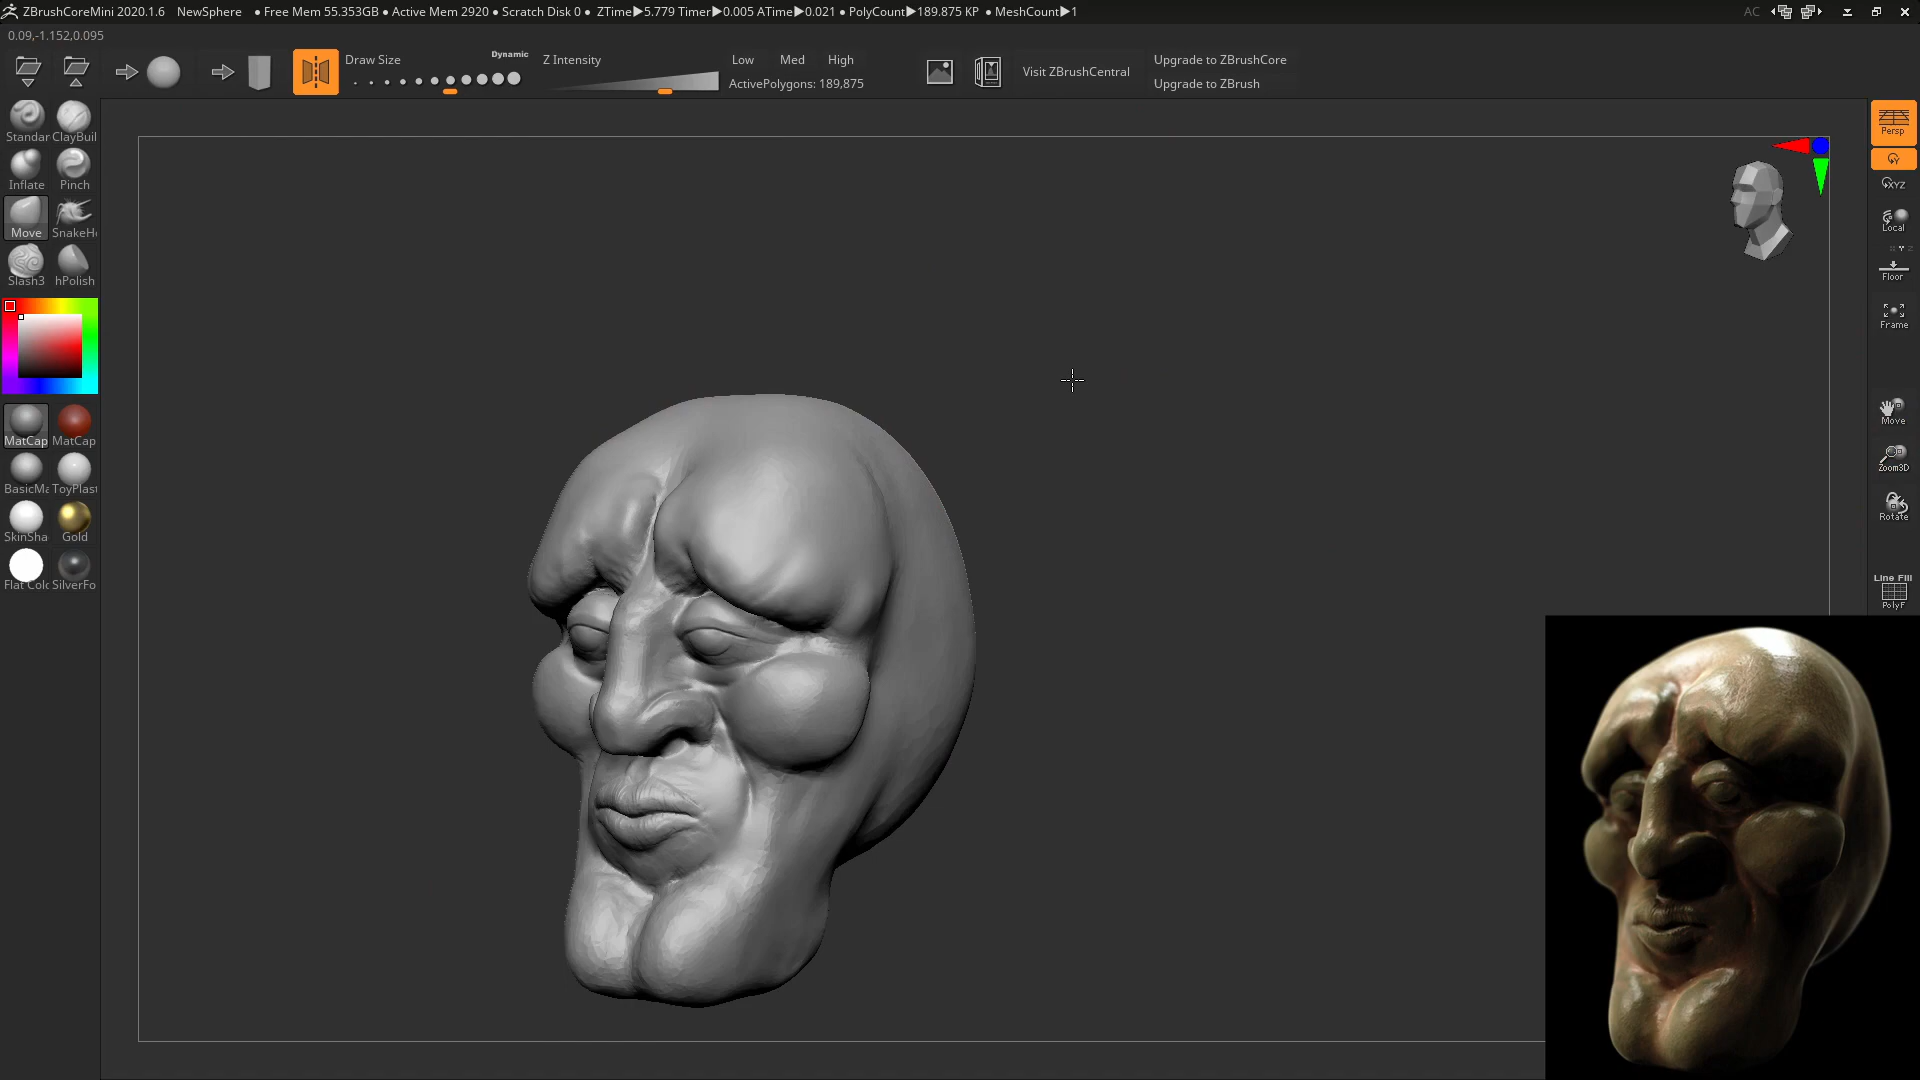 ZBrushCoreMini 2020.1.6 NewSphere ● Free Mem 55.353GB ● Active Mem 2920 ● Scratch Disk 0 ● ZTime▶5.779 Timer▶0.005 ATime▶0.021 ● PolyCount▶189.875 KP ● MeshCount▶1 AC
0.09,-1.152,0.095
Dynamic
Draw Size
Z Intensity
Low Med High
ActivePolygons: 189,875
Visit ZBrushCentral
Upgrade to ZBrushCore
Upgrade to ZBrush
Standar ClayBuil
Inflate Pinch
Move SnakeH
Slash3 hPolish
MatCap MatCap
BasicMa ToyPlast
SkinSha Gold
Flat Colo SilverFo
Persp
Y
XYZ
Local
Floor
Frame
Move
Zoom3D
Rotate
Line Fill
PolyF